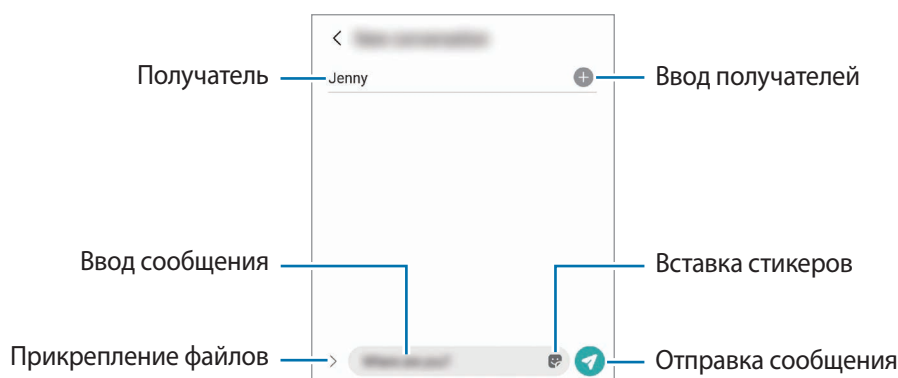 Получатель
Jenny
Ввод получателей
Ввод сообщения
Вставка стикеров
Прикрепление файлов
Отправка сообщения